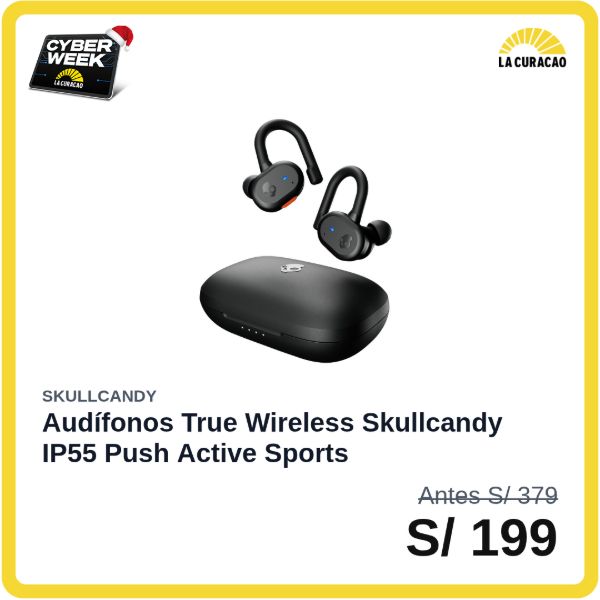 CYBER
WEEK
LA CURACAO
LA CURACAO
SKULLCANDY
Audífonos True Wireless Skullcandy
IP55 Push Active Sports
Antes S/ 379
S/ 199